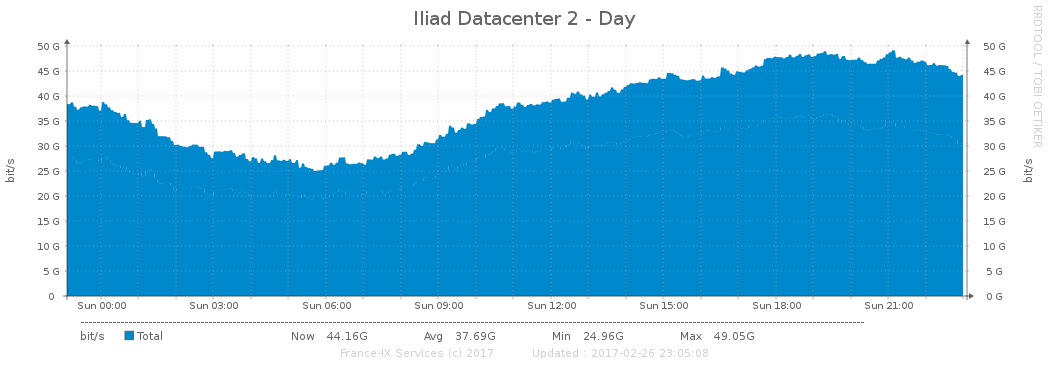 Iliad Datacenter 2 - Day
RRDTOOL / TOBI OETIKER
50 G 50 G
45 G 45 G
40 G 40 G
35 G 35 G
30 G 30 G
25 G 25 G
20 G 20 G
15 G 15 G
10 G 10 G
5 G 5 G
0 0 G
bit/s bit/s
Sun 00:00 Sun 03:00 Sun 06:00 Sun 09:00 Sun 12:00 Sun 15:00 Sun 18:00 Sun 21:00
bit/s Total Now 44.16G Avg 37.69G Min 24.96G Max 49.05G
France-IX Services (c) 2017 Updated : 2017-02-26 23:05:08